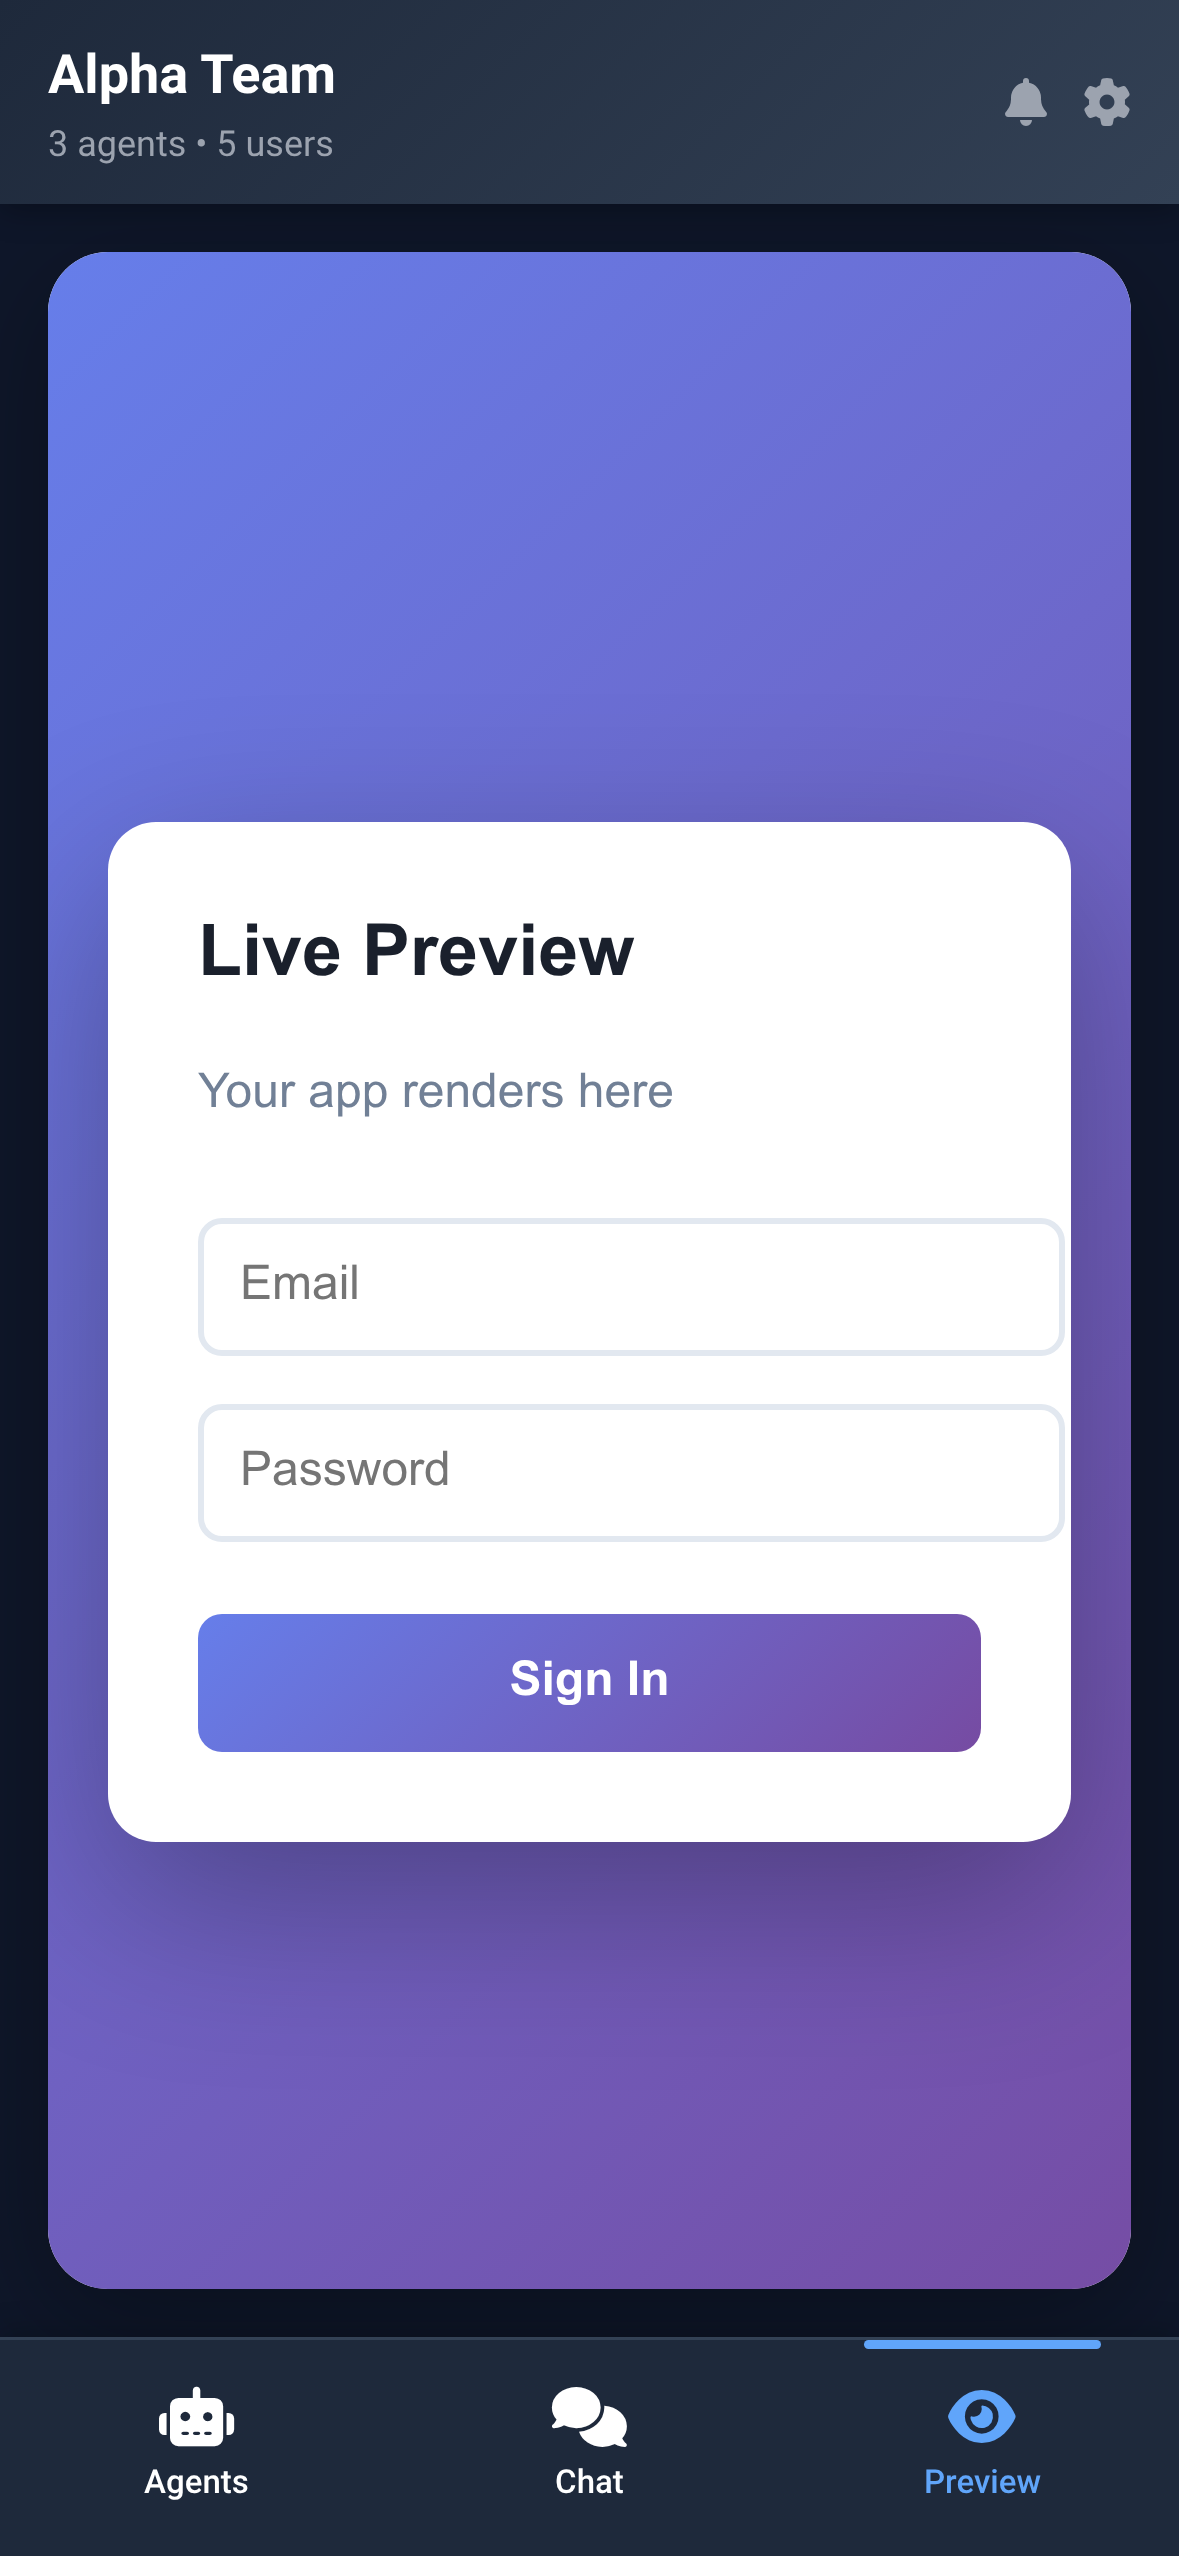 Alpha Team
3 agents • 5 users
Live Preview
Your app renders here
Email
Password
Sign In
Agents
Chat
Preview